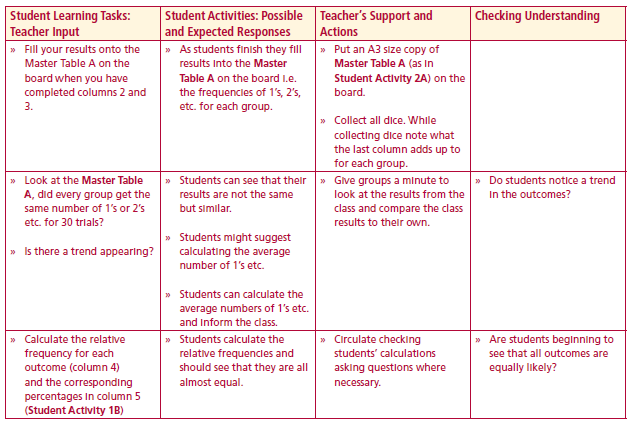 Student Learning Tasks:
Teacher Input
Student Activities: Possible
and Expected Responses
Teacher's Support and
Actions
Checking Understanding
» Fill your results onto the
Master Table A on the
board when you have
completed columns 2 and
3.
» As students finish they fill
results into the Master
Table A on the board i.e.
the frequencies of 1's, 2's,
etc. for each group.
» Put an A3 size copy of
Master Table A (as in
Student Activity 2A) on the
board.
» Collect all dice. While
collecting dice note what
the last column adds up to
for each group.
» Look at the Master Table
A, did every group get the
same number of 1's or 2's
etc. for 30 trials?
» Is there a trend appearing?
» Students can see that their
results are not the same
but similar.
» Students might suggest
calculating the average
number of 1's etc.
» Students can calculate the
average numbers of 1's etc.
and inform the class.
» Give groups a minute to
look at the results from the
class and compare the class
results to their own.
» Do students notice a trend
in the outcomes?
» Calculate the relative
frequency for each
outcome (column 4)
and the corresponding
percentages in column 5
(Student Activity 1B)
» Students calculate the
relative frequencies and
should see that they are all
almost equal.
» Circulate checking
students' calculations
asking questions where
necessary.
» Are students beginning to
see that all outcomes are
equally likely?